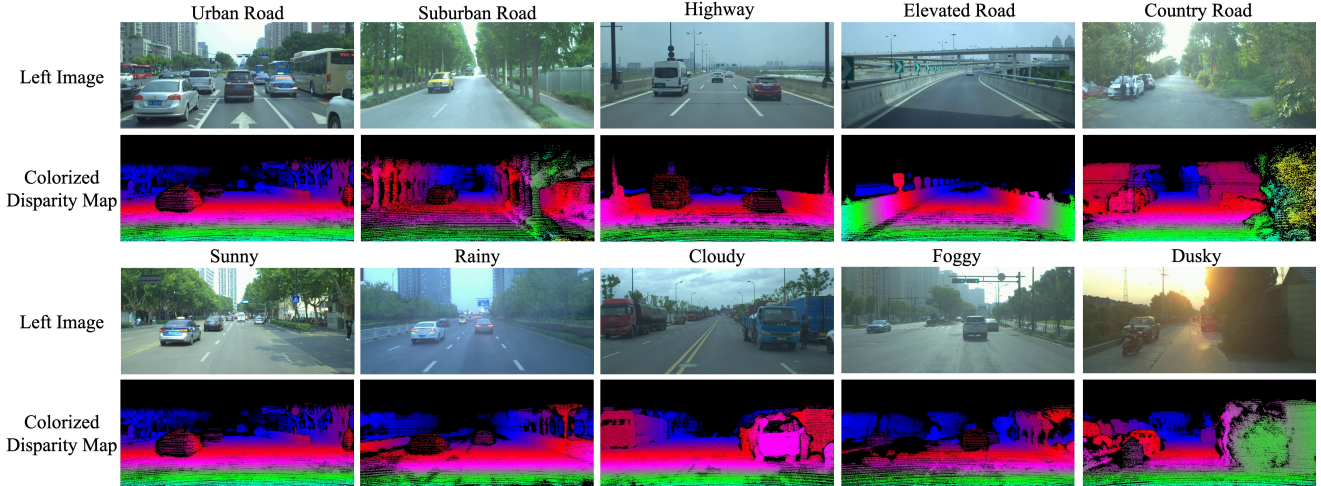 Urban Road
Suburban Road
Highway
Elevated Road
Country Road
Left Image
Colorized
Disparity Map
Sunny
Rainy
Cloudy
Foggy
Dusky
Left Image
Colorized
Disparity Map